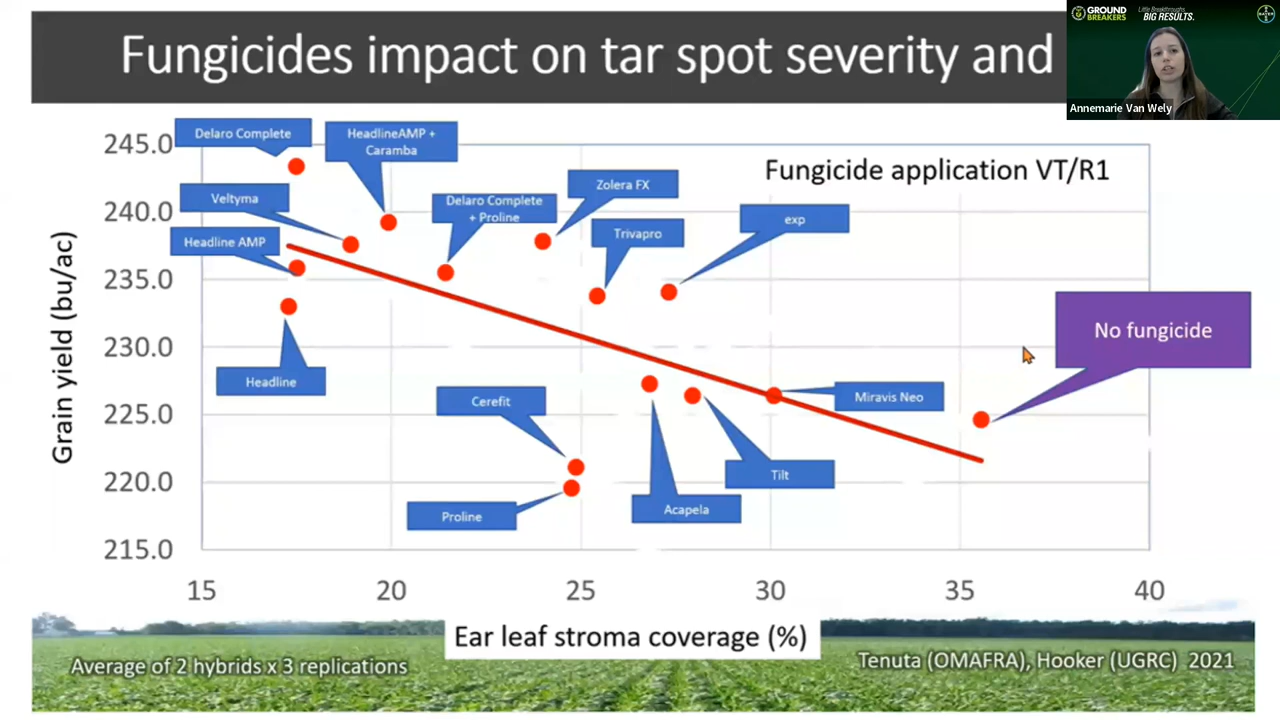 Fungicides impact on tar spot severity and
GROUND
BREAKERS
Little Breakthroughs.
BIG RESULTS.
BAYER
Annemarie Van Wely
Fungicide application VT/R1
Delaro Complete
HeadlineAMP +
Caramba
Zolera FX
Veltyma
Delaro Complete
+ Proline
exp
Trivapro
Headline AMP
No fungicide
Headline
Cerefit
Miravis Neo
Tilt
Acapela
Proline
Grain yield (bu/ac)
245.0
240.0
235.0
230.0
225.0
220.0
215.0
15 20 25 30 35 40
Ear leaf stroma coverage (%)
Average of 2 hybrids x 3 replications
Tenuta (OMAFRA), Hooker (UGRC) 2021